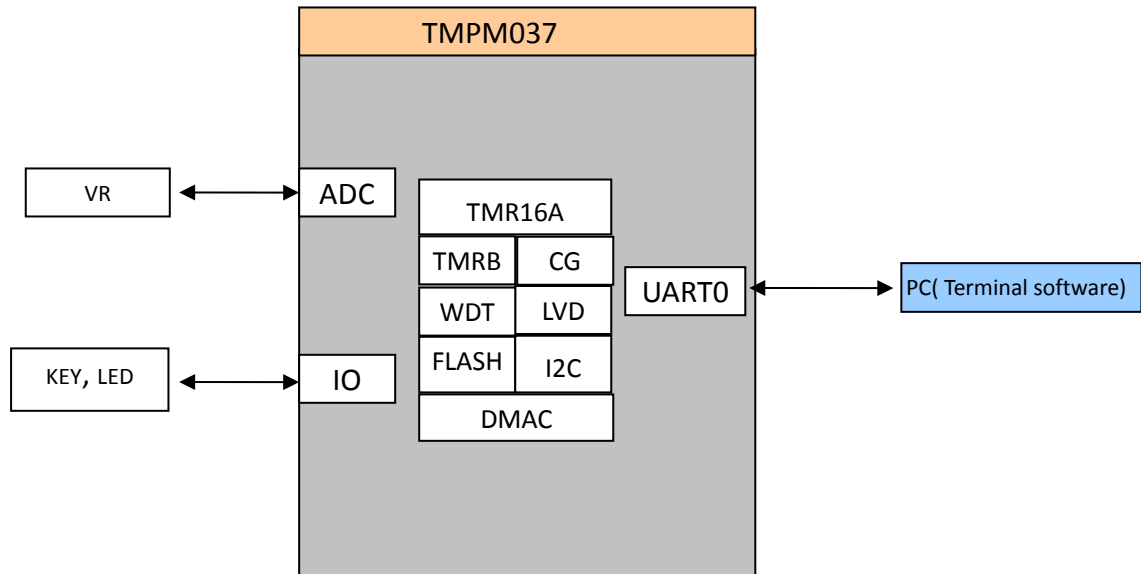 TMPM037
VR
ADC
TMR16A
TMRB
CG
UART0
PC( Terminal software)
WDT
LVD
KEY, LED
IO
FLASH
I2C
DMAC